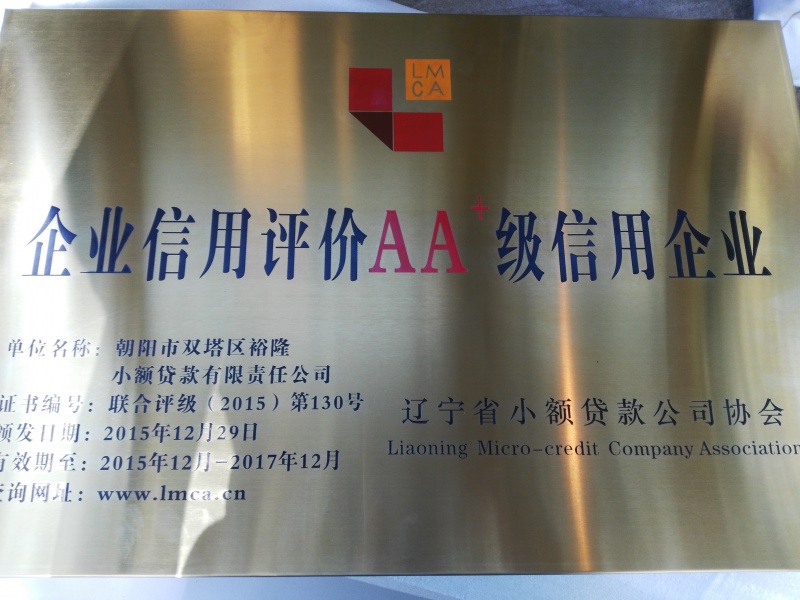 LM
CA
企业信用评价AA+级信用企业
单位名称：朝阳市双塔区裕隆
小额贷款有限责任公司
证书编号：联合评级（2015）第130号
颁发日期：2015年12月29日
有效期至：2015年12月-2017年12月
查询网址：www.lmca.cn
辽宁省小额贷款公司协会
Liaoning Micro-credit Company Association